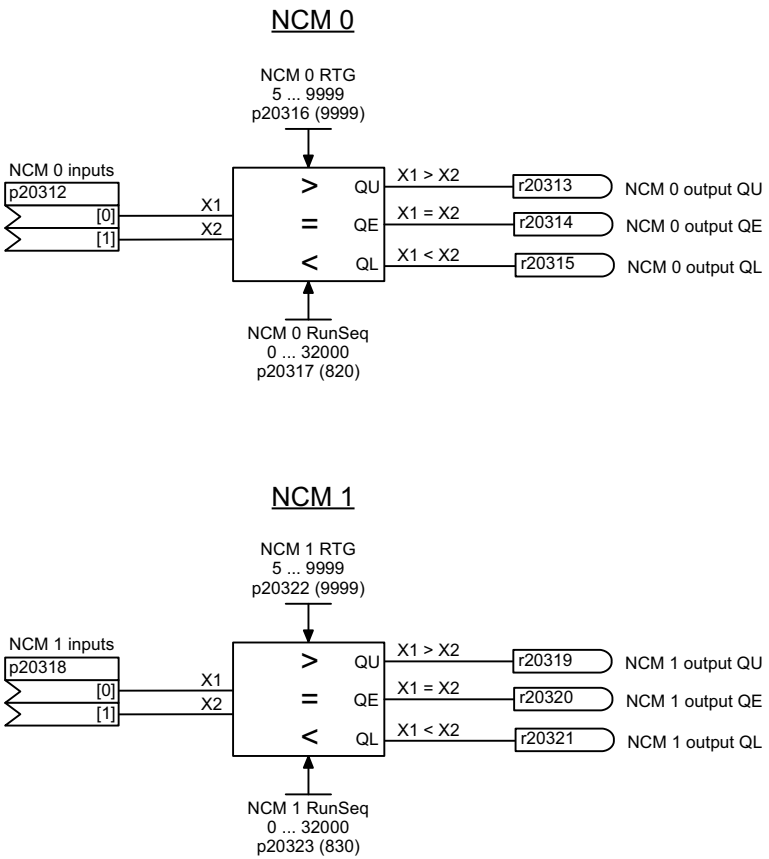 NCM 0
NCM 0 RTG
5 ... 9999
p20316 (9999)
NCM 0 inputs
p20312
[0]
[1]
X1
X2
>
=
<
QU
QE
QL
X1 > X2
X1 = X2
X1 < X2
r20313
r20314
r20315
NCM 0 output QU
NCM 0 output QE
NCM 0 output QL
NCM 0 RunSeq
0 ... 32000
p20317 (820)
NCM 1
NCM 1 RTG
5 ... 9999
p20322 (9999)
NCM 1 inputs
p20318
[0]
[1]
X1
X2
>
=
<
QU
QE
QL
X1 > X2
X1 = X2
X1 < X2
r20319
r20320
r20321
NCM 1 output QU
NCM 1 output QE
NCM 1 output QL
NCM 1 RunSeq
0 ... 32000
p20323 (830)